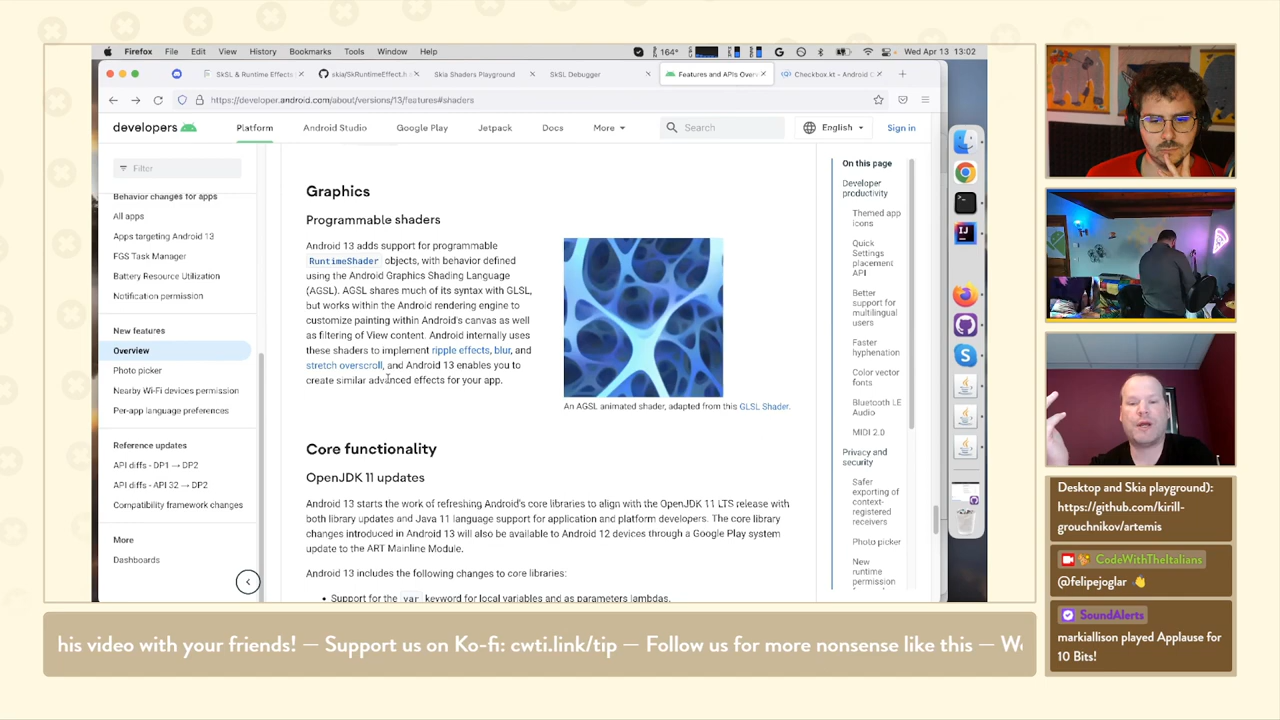 Firefox File Edit View History Bookmarks Tools Window Help
164° Wed Apr 13 13:02
SkSL & Runtime Effects
skia/SkRuntimeEffect.h
Skia Shaders Playground
SkSL Debugger
Features and APIs Over
Checkbox.kt - Android C
https://developer.android.com/about/versions/13/features#shaders
developers
Platform
Android Studio
Google Play
Jetpack
Docs
More
Search
English
Sign in
Filter
Behavior changes for apps
All apps
Apps targeting Android 13
FGS Task Manager
Battery Resource Utilization
Notification permission
New features
Overview
Photo picker
Nearby Wi-Fi devices permission
Per-app language preferences
Reference updates
API diffs - DP1 → DP2
API diffs - API 32 → DP2
Compatibility framework changes
More
Dashboards
Graphics
Programmable shaders
Android 13 adds support for programmable
RuntimeShader objects, with behavior defined
using the Android Graphics Shading Language
(AGSL). AGSL shares much of its syntax with GLSL,
but works within the Android rendering engine to
customize painting within Android's canvas as well
as filtering of View content. Android internally uses
these shaders to implement ripple effects, blur, and
stretch overscroll, and Android 13 enables you to
create similar advanced effects for your app.
An AGSL animated shader, adapted from this GLSL Shader.
Core functionality
OpenJDK 11 updates
Android 13 starts the work of refreshing Android's core libraries to align with the OpenJDK 11 LTS release with
both library updates and Java 11 language support for application and platform developers. The core library
changes introduced in Android 13 will also be available to Android 12 devices through a Google Play system
update to the ART Mainline Module.
Android 13 includes the following changes to core libraries:
• Support for the var keyword for local variables and as parameters lambdas.
On this page
Developer
productivity
Themed app
icons
Quick
Settings
placement
API
Better
support for
multilingual
users
Faster
hyphenation
Color vector
fonts
Bluetooth LE
Audio
MIDI 2.0
Privacy and
security
Safer
exporting of
context-
registered
receivers
Photo picker
New
runtime
permission
Desktop and Skia playground):
https://github.com/kirill-
grouchnikov/artemis
CodeWithTheItalians
@felipejoglar 👋
SoundAlerts
markiallison played Applause for
10 Bits!
his video with your friends! — Support us on Ko-fi: cwti.link/tip — Follow us for more nonsense like this — We